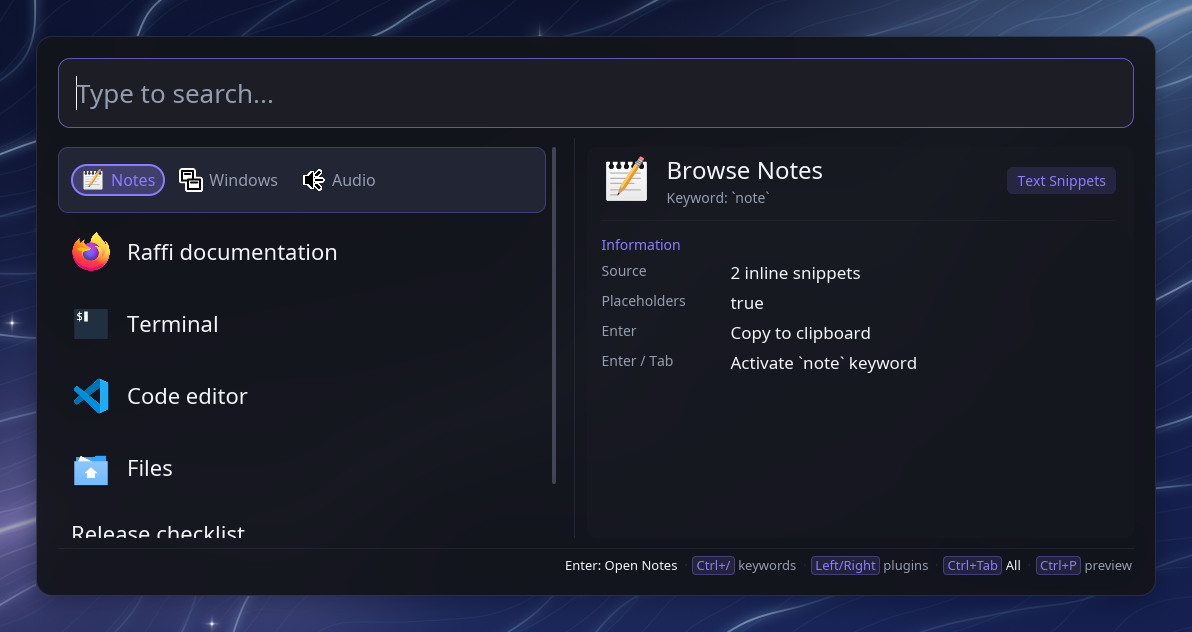 Type to search...
Notes Windows Audio
Raffi documentation
$
Terminal
Code editor
Files
Release checklist
Browse Notes
Keyword: `note`
Text Snippets
Information
Source 2 inline snippets
Placeholders true
Enter Copy to clipboard
Enter / Tab Activate `note` keyword
Enter: Open Notes · Ctrl+/ keywords · Left/Right plugins · Ctrl+Tab All · Ctrl+P preview